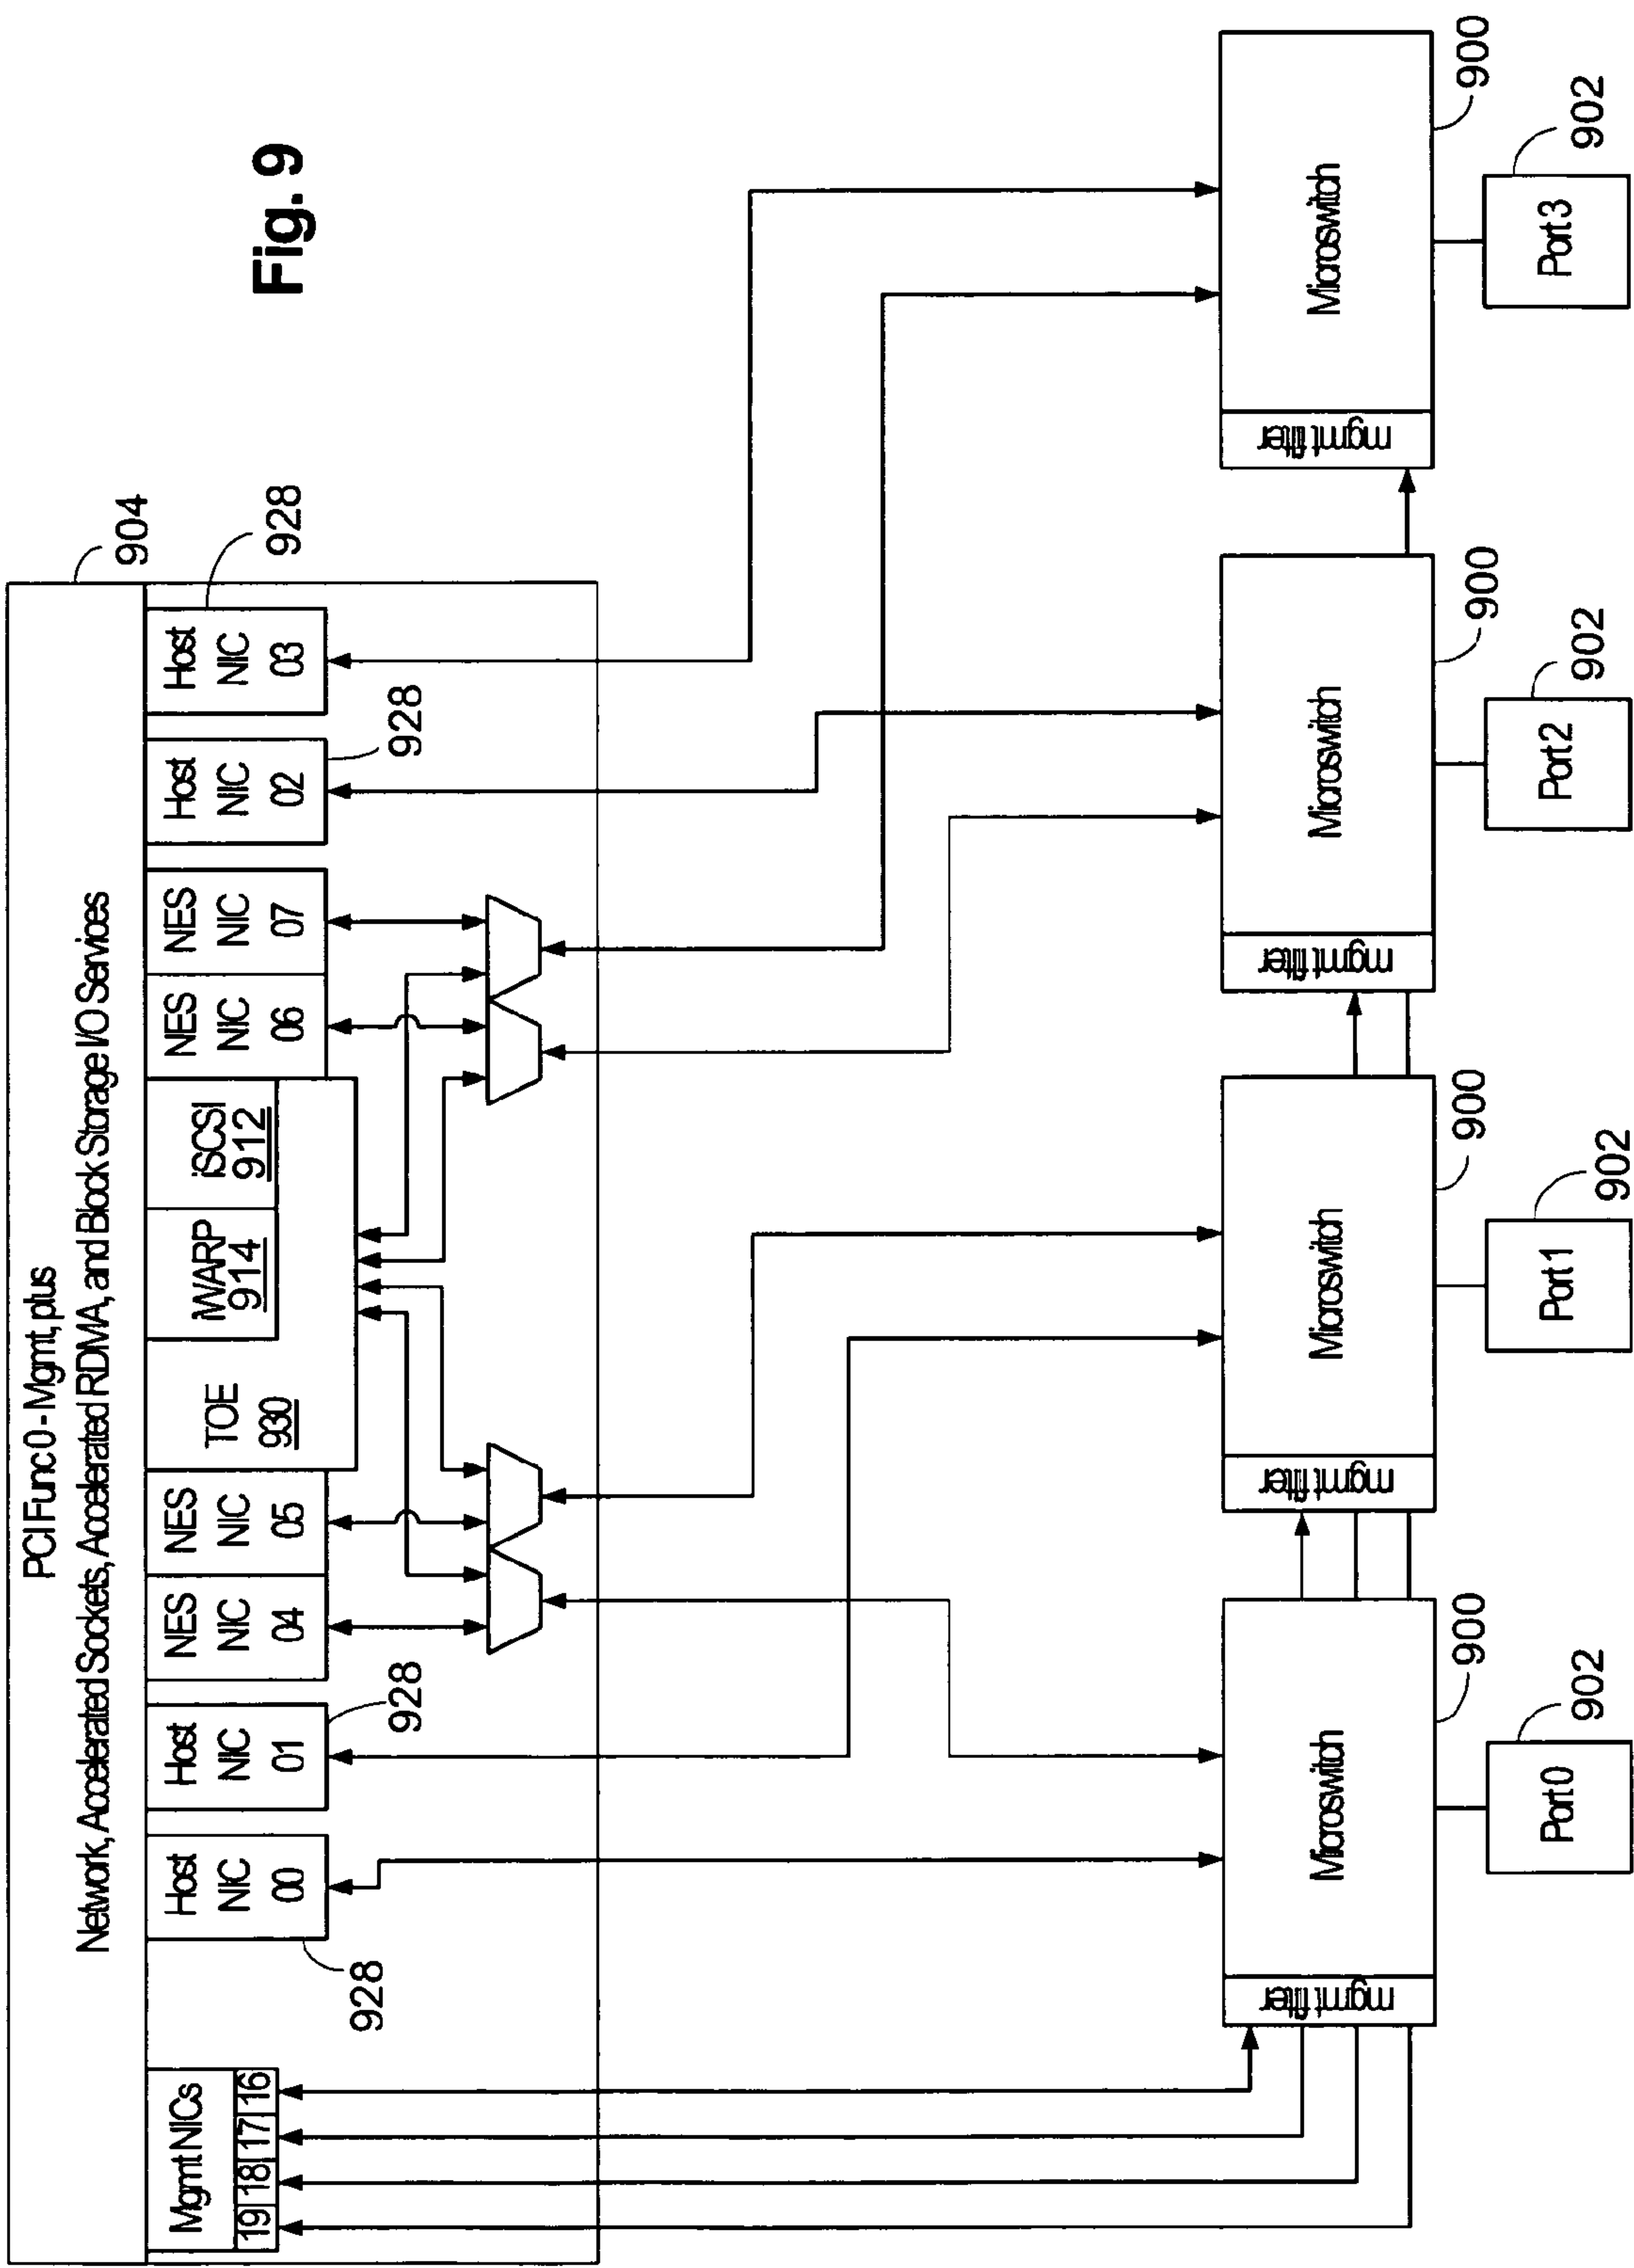 PCI Func 0 - Mgmt, plus
Network, Accelerated Sockets, Accelerated RDMA, and Block Storage I/O Services
904
Mgmt NICs
19 18 17 16
Host
NIC
00
928
Host
NIC
01
928
NES
NIC
04
NES
NIC
05
TOE
930
iWARP
914
iSCSI
912
NES
NIC
06
NES
NIC
07
Host
NIC
02
928
Host
NIC
03
928
Fig. 9
mgmt filter
Microswitch
900
mgmt filter
Microswitch
900
mgmt filter
Microswitch
900
mgmt filter
Microswitch
900
Port 0
902
Port 1
902
Port 2
902
Port 3
902